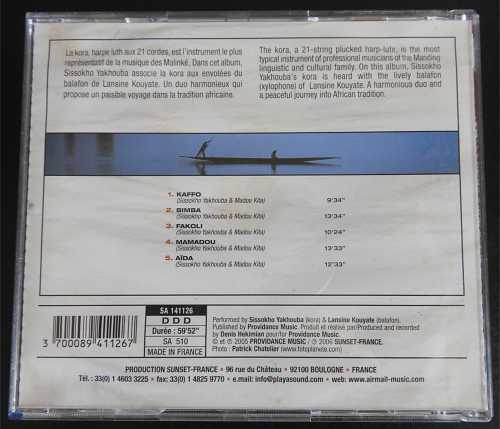 La kora, harpe luth aux 21 cordes, est l'instrument le plus
représentatif de la musique des Malinké. Dans cet album,
Sissokho Yakhouba associe la kora aux envolées du
balafon de Lansine Kouyate. Un duo harmonieux qui
propose un paisible voyage dans la tradition africaine.
The kora, a 21-string plucked harp-lute, is the most
typical instrument of professional musicians of the Manding
linguistic and cultural family. On this album, Sissokho
Yakhouba's kora is heard with the lively balafon
(xylophone) of Lansine Kouyate. A harmonious duo and
a peaceful journey into African tradition.
1. KAFFO
(Sissokho Yakhouba & Madou Kita) 9'34"
2. BIMBA
(Sissokho Yakhouba & Madou Kita) 13'34"
3. FAKOLI
(Sissokho Yakhouba & Madou Kita) 10'24"
4. MAMADOU
(Sissokho Yakhouba & Madou Kita) 13'33"
5. AÏDA
(Sissokho Yakhouba & Madou Kita) 12'33"
3 700089 411267
SA 141126
D D D
Durée : 59'52"
SA 510
MADE IN FRANCE
Performed by Sissokho Yakhouba (kora) & Lansine Kouyate (balafon).
Published by Providance Music. Produit et réalisé par/Produced and recorded
by Denis Hekimian pour/for Providance Music.
© et ℗ 2005 PROVIDANCE MUSIC / ℗ 2006 SUNSET-FRANCE.
Photo : Patrick Chatelier (www.fotoplanete.com)
PRODUCTION SUNSET-FRANCE • 96 rue du Château • 92100 BOULOGNE • FRANCE
Tél. : 33(0) 1 4603 3225 • fax: 33(0) 1 4825 9770 • e.mail: info@playasound.com • web: www.airmail-music.com